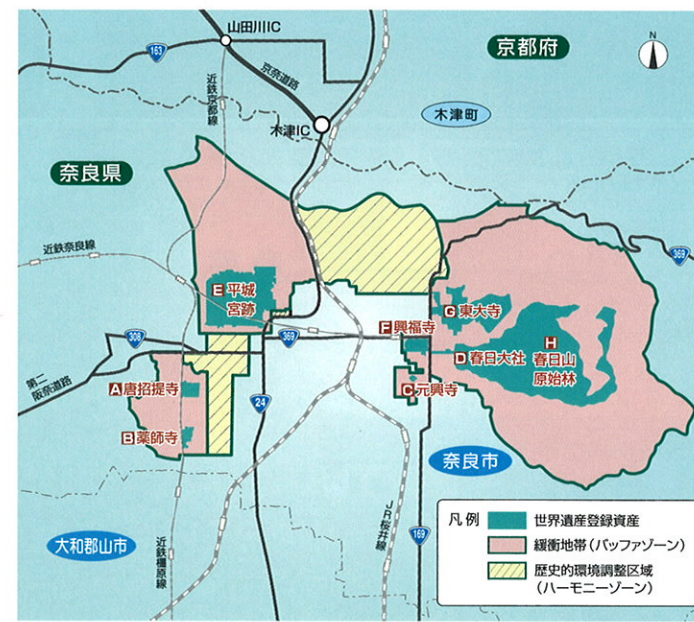 山田川IC
163
京都府
N
近鉄京都線
京奈道路
木津町
木津IC
奈良県
近鉄奈良線
369
E 平城
宮跡
G 東大寺
F 興福寺
308
369
H
春日山
原始林
D 春日大社
第二
阪奈道路
A 唐招提寺
C 元興寺
24
B 薬師寺
奈良市
凡例
世界遺産登録資産
緩衝地帯(バッファゾーン)
歴史的環境調整区域
(ハーモニーゾーン)
JR桜井線
169
大和郡山市
近鉄橿原線